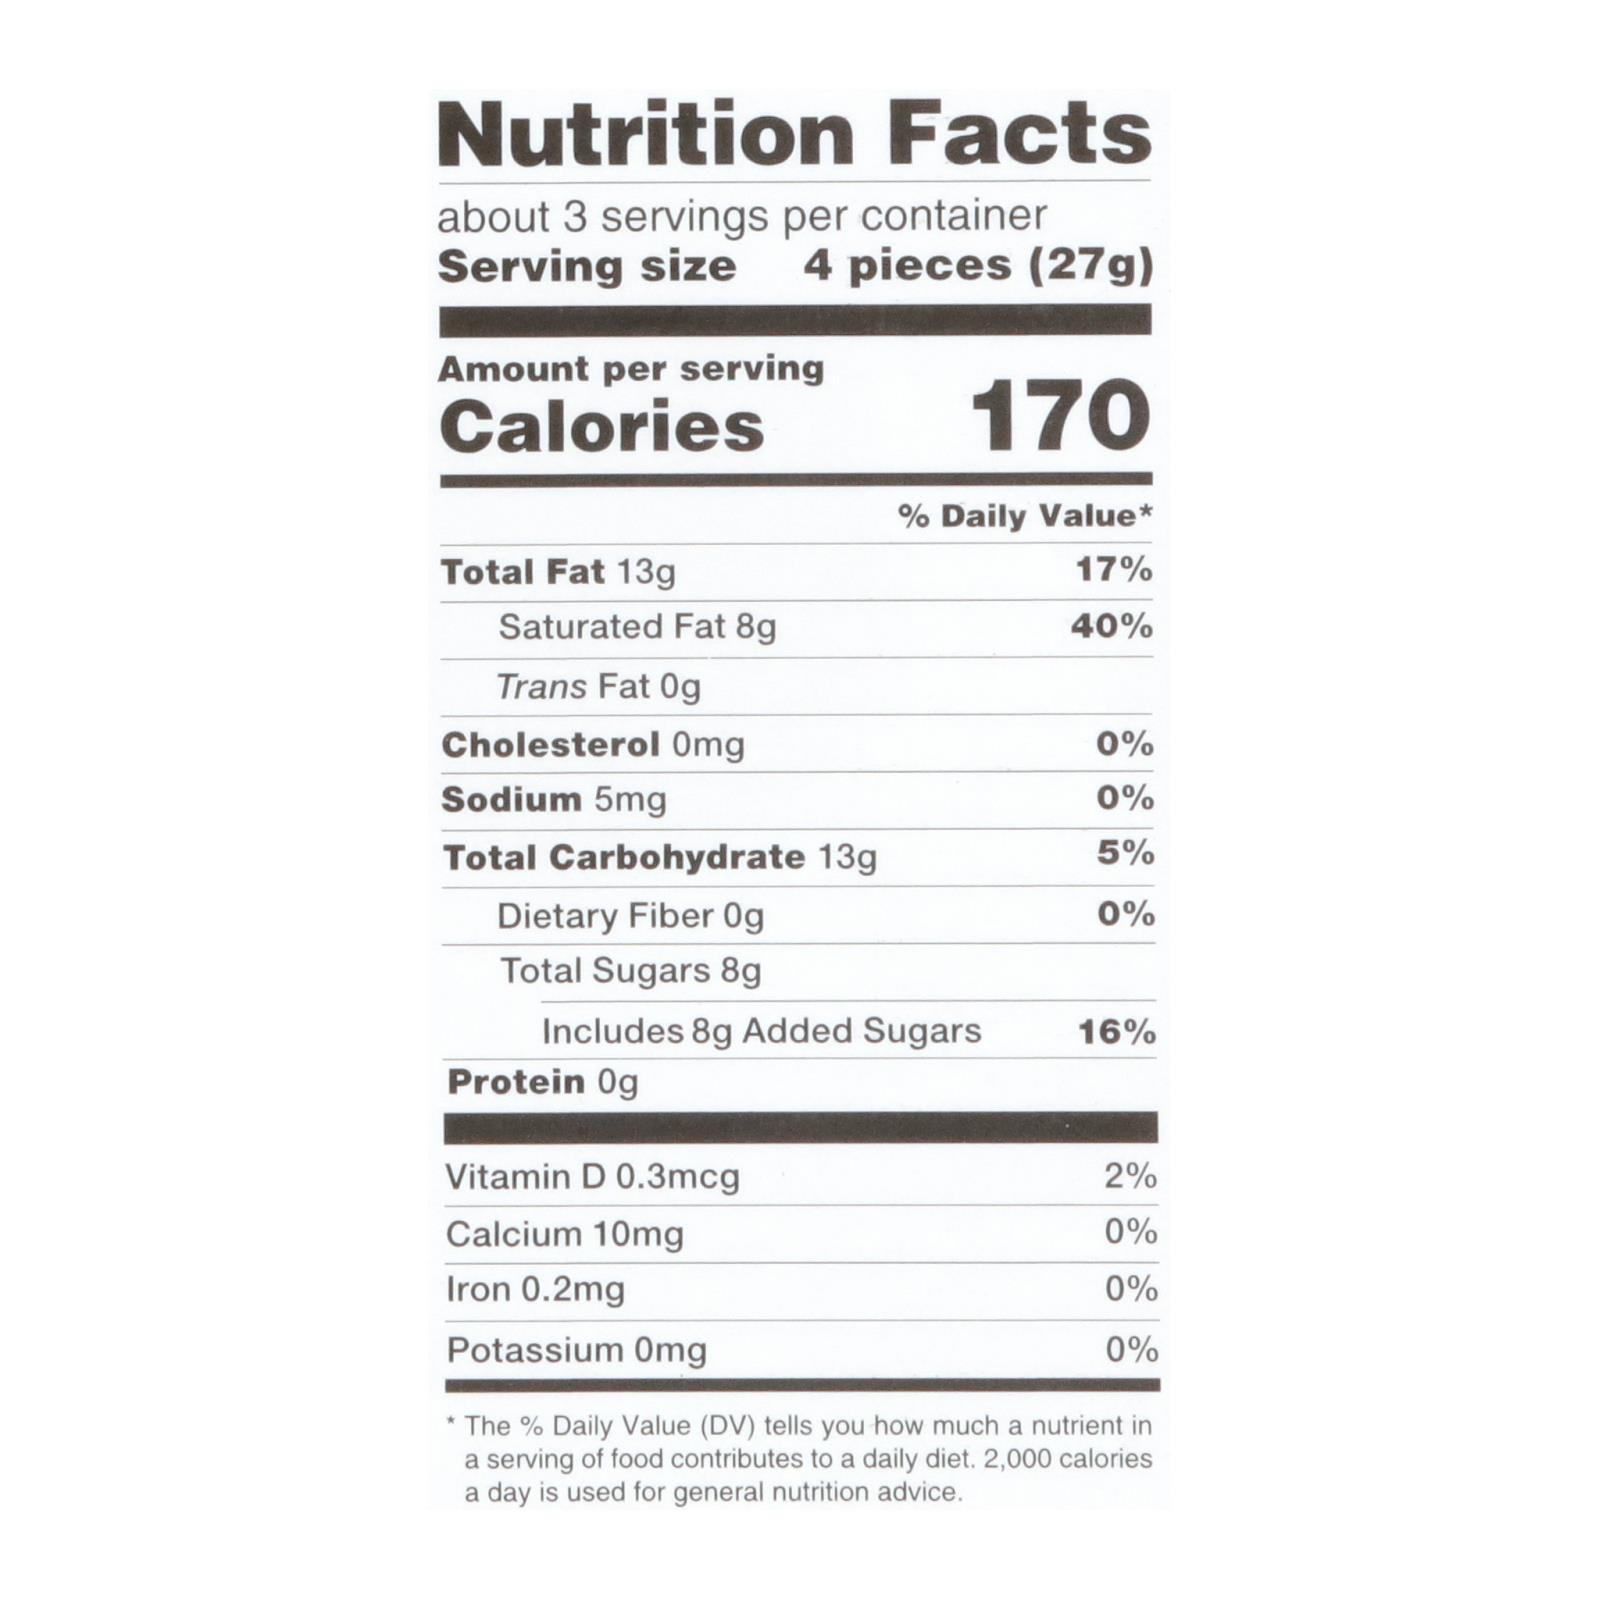 Nutrition Facts
about 3 servings per container
Serving size 4 pieces (27g)
Amount per serving
Calories 170
% Daily Value*
Total Fat 13g 17%
Saturated Fat 8g 40%
Trans Fat 0g
Cholesterol 0mg 0%
Sodium 5mg 0%
Total Carbohydrate 13g 5%
Dietary Fiber 0g 0%
Total Sugars 8g
Includes 8g Added Sugars 16%
Protein 0g
Vitamin D 0.3mcg 2%
Calcium 10mg 0%
Iron 0.2mg 0%
Potassium 0mg 0%
* The % Daily Value (DV) tells you how much a nutrient in
a serving of food contributes to a daily diet. 2,000 calories
a day is used for general nutrition advice.